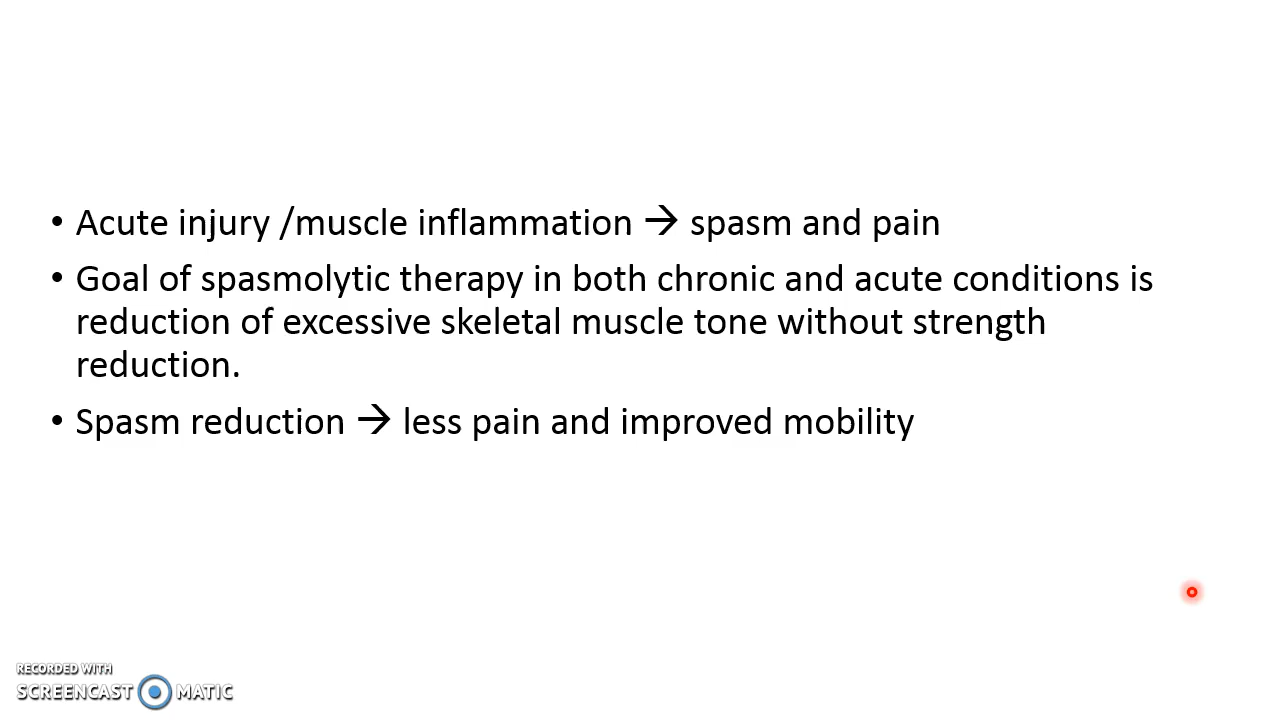 • Acute injury /muscle inflammation → spasm and pain
• Goal of spasmolytic therapy in both chronic and acute conditions is
reduction of excessive skeletal muscle tone without strength
reduction.
• Spasm reduction → less pain and improved mobility
RECORDED WITH
SCREENCAST MATIC